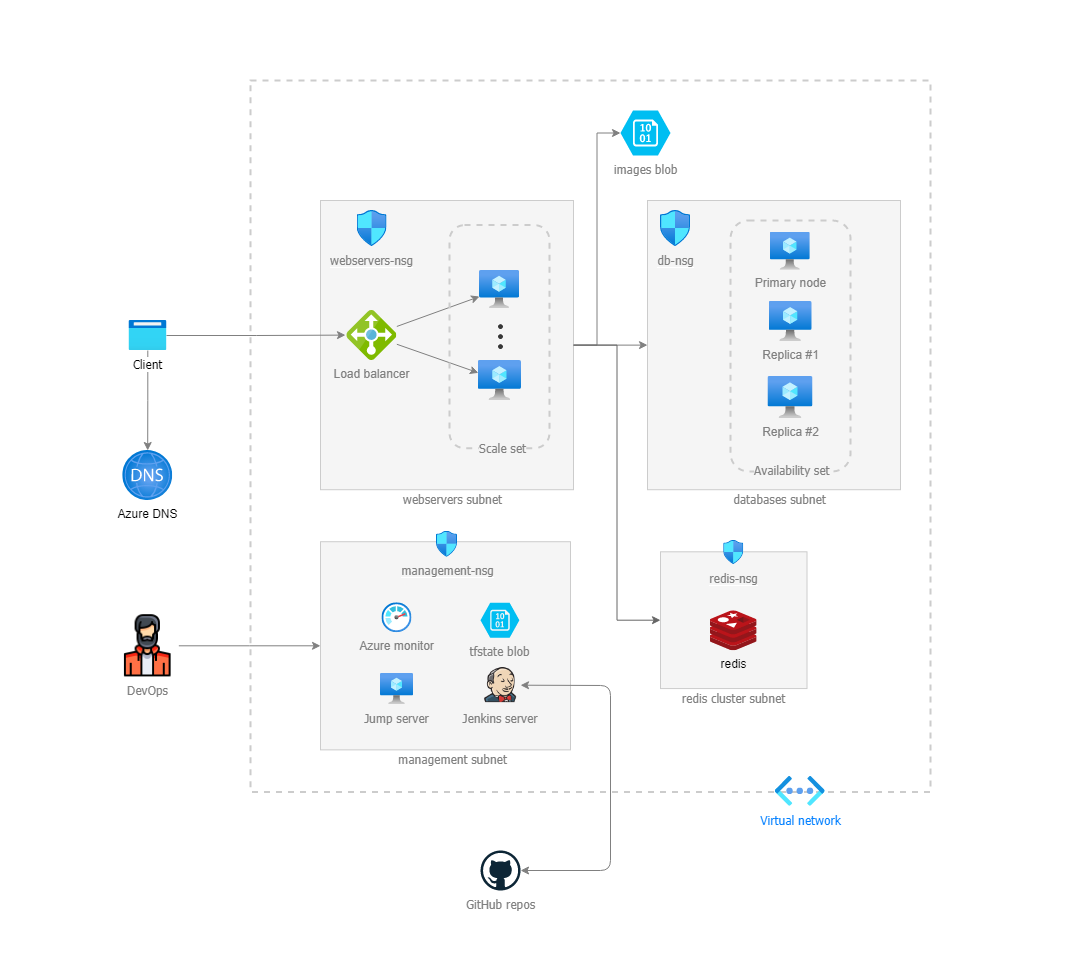 10
01
images blob
webservers-nsg
db-nsg
Primary node
Replica #1
Client
Load balancer
Replica #2
Scale set
Availability set
DNS
webservers subnet
databases subnet
Azure DNS
management-nsg
redis-nsg
10
01
Azure monitor
tfstate blob
redis
DevOps
redis cluster subnet
Jump server
Jenkins server
management subnet
Virtual network
GitHub repos